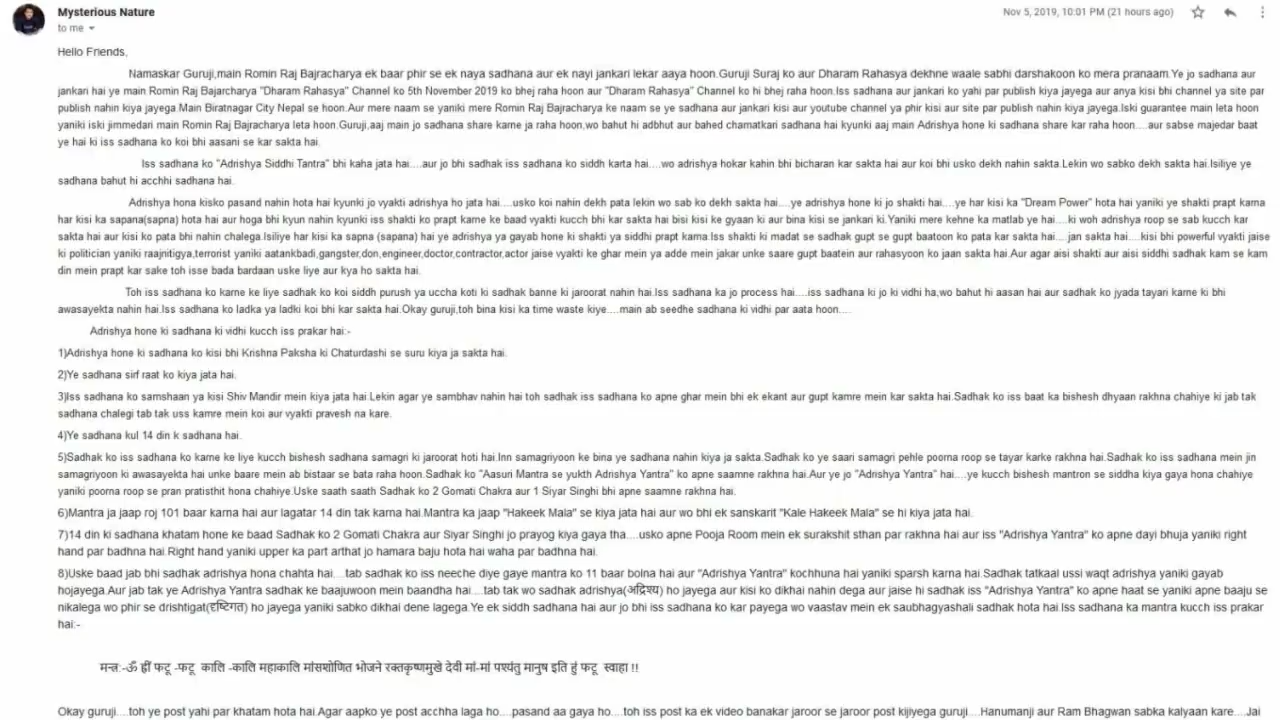 Mysterious Nature
Nov 5, 2019, 10:01 PM (21 hours ago)
to me
Hello Friends,
Namaskar Guruji,main Romin Raj Bajracharya ek baar phir se ek naya sadhana aur ek nayi jankari lekar aaya hoon.Guruji Suraj ko aur Dharam Rahasya dekhne waale sabhi darshakoon ko mera pranaam.Ye jo sadhana aur
jankari hai ye main Romin Raj Bajarcharya "Dharam Rahasya" Channel ko 5th November 2019 ko bhej raha hoon aur "Dharam Rahasya" Channel ko hi bhej raha hoon.Iss sadhana aur jankari ko yahi par publish kiya jayega aur anya kisi bhi channel ya site par
publish nahin kiya jayega.Main Biratnagar City Nepal se hoon.Aur mere naam se yaniki mere Romin Raj Bajracharya ke naam se ye sadhana aur jankari kisi aur youtube channel ya phir kisi aur site par publish nahin kiya jayega.Iski guarantee main leta hoon
yaniki iski jimmedari main Romin Raj Bajracharya leta hoon.Guruji,aaj main jo sadhana share karne ja raha hoon,wo bahut hi adbhut aur bahed chamatkari sadhana hai kyunki aaj main Adrishya hone ki sadhana share kar raha hoon....aur sabse majedar baat
ye hai ki iss sadhana ko koi bhi aasani se kar sakta hai.
Iss sadhana ko "Adrishya Siddhi Tantra" bhi kaha jata hai....aur jo bhi sadhak iss sadhana ko siddh karta hai....wo adrishya hokar kahin bhi bicharan kar sakta hai aur koi bhi usko dekh nahin sakta.Lekin wo sabko dekh sakta hai.Isiliye ye
sadhana bahut hi acchhi sadhana hai.
Adrishya hona kisko pasand nahin hota hai kyunki jo vyakti adrishya ho jata hai....usko koi nahin dekh pata lekin wo sab ko dekh sakta hai....ye adrishya hone ki jo shakti hai....ye har kisi ka "Dream Power" hota hai yaniki ye shakti prapt karna
har kisi ka sapana(sapna) hota hai aur hoga bhi kyun nahin kyunki iss shakti ko prapt karne ke baad vyakti kucch bhi kar sakta hai bisi kisi ke gyaan ki aur bina kisi se jankari ki.Yaniki mere kehne ka matlab ye hai....ki woh adrishya roop se sab kucch kar
sakta hai aur kisi ko pata bhi nahin chalega.Isiliye har kisi ka sapna (sapana) hai ye adrishya ya gayab hone ki shakti ya siddhi prapt karna.Iss shakti ki madat se sadhak gupt se gupt baatoon ko pata kar sakta hai....jan sakta hai....kisi bhi powerful vyakti jaise
ki politician yaniki raajnitigya,terrorist yaniki aatankbadi,gangster,don,engineer,doctor,contractor,actor jaise vyakti ke ghar mein ya adde mein jakar unke saare gupt baatein aur rahasyoon ko jaan sakta hai.Aur agar aisi shakti aur aisi siddhi sadhak kam se kam
din mein prapt kar sake toh isse bada bardaan uske liye aur kya ho sakta hai.
Toh iss sadhana ko karne ke liye sadhak ko koi siddh purush ya uccha koti ki sadhak banne ki jaroorat nahin hai.Iss sadhana ka jo process hai....iss sadhana ki jo ki vidhi ha,wo bahut hi aasan hai aur sadhak ko jyada tayari karne ki bhi
awasayekta nahin hai.Iss sadhana ko ladka ya ladki koi bhi kar sakta hai.Okay guruji,toh bina kisi ka time waste kiye....main ab seedhe sadhana ki vidhi par aata hoon....
Adrishya hone ki sadhana ki vidhi kucch iss prakar hai:-
1)Adrishya hone ki sadhana ko kisi bhi Krishna Paksha ki Chaturdashi se suru kiya ja sakta hai.
2)Ye sadhana sirf raat ko kiya jata hai.
3)Iss sadhana ko samshaan ya kisi Shiv Mandir mein kiya jata hai.Lekin agar ye sambhav nahin hai toh sadhak iss sadhana ko apne ghar mein bhi ek ekant aur gupt kamre mein kar sakta hai.Sadhak ko iss baat ka bishesh dhyaan rakhna chahiye ki jab tak
sadhana chalegi tab tak uss kamre mein koi aur vyakti pravesh na kare.
4)Ye sadhana kul 14 din k sadhana hai.
5)Sadhak ko iss sadhana ko karne ke liye kucch bishesh sadhana samagri ki jaroorat hoti hai.Inn samagriyoon ke bina ye sadhana nahin kiya ja sakta.Sadhak ko ye saari samagri pehle poorna roop se tayar karke rakhna hai.Sadhak ko iss sadhana mein jin
samagriyoon ki awasayekta hai unke baare mein ab bistaar se bata raha hoon.Sadhak ko "Aasuri Mantra se yukth Adrishya Yantra" ko apne saamne rakhna hai.Aur ye jo "Adrishya Yantra" hai....ye kucch bishesh mantron se siddha kiya gaya hona chahiye
yaniki poorna roop se pran pratisthit hona chahiye.Uske saath saath Sadhak ko 2 Gomati Chakra aur 1 Siyar Singhi bhi apne saamne rakhna hai.
6)Mantra ja jaap roj 101 baar karna hai aur lagatar 14 din tak karna hai.Mantra ka jaap "Hakeek Mala" se kiya jata hai aur wo bhi ek sanskarit "Kale Hakeek Mala" se hi kiya jata hai.
7)14 din ki sadhana khatam hone ke baad Sadhak ko 2 Gomati Chakra aur Siyar Singhi jo prayog kiya gaya tha....usko apne Pooja Room mein ek surakshit sthan par rakhna hai aur iss "Adrishya Yantra" ko apne dayi bhuja yaniki right
hand par badhna hai.Right hand yaniki upper ka part arthat jo hamara baju hota hai waha par badhna hai.
8)Uske baad jab bhi sadhak adrishya hona chahta hai....tab sadhak ko iss neeche diye gaye mantra ko 11 baar bolna hai aur "Adrishya Yantra" kochhuna hai yaniki sparsh karna hai.Sadhak tatkaal ussi waqt adrishya yaniki gayab
hojayega.Aur jab tak ye Adrishya Yantra sadhak ke baajuwoon mein baandha hai....tab tak wo sadhak adrishya(अद्रिश्य) ho jayega aur kisi ko dikhai nahin dega aur jaise hi sadhak iss "Adrishya Yantra" ko apne haat se yaniki apne baaju se
nikalega wo phir se drishtigat(दृष्टिगत) ho jayega yaniki sabko dikhai dene lagega.Ye ek siddh sadhana hai aur jo bhi iss sadhana ko kar payega wo vaastav mein ek saubhagyashali sadhak hota hai.Iss sadhana ka mantra kucch iss prakar
hai:-
मन्त्र:-ॐ ह्रीं फटू -फटू कालि -कालि महाकालि मांसशोणित भोजने रक्तकृष्णमुखे देवी मां-मां पश्यंतु मानुष इति हुं फटू स्वाहा !!
Okay guruji....toh ye post yahi par khatam hota hai.Agar aapko ye post acchha laga ho....pasand aa gaya ho....toh iss post ka ek video banakar jaroor se jaroor post kijiyega guruji....Hanumanji aur Ram Bhagwan sabka kalyaan kare....Jai